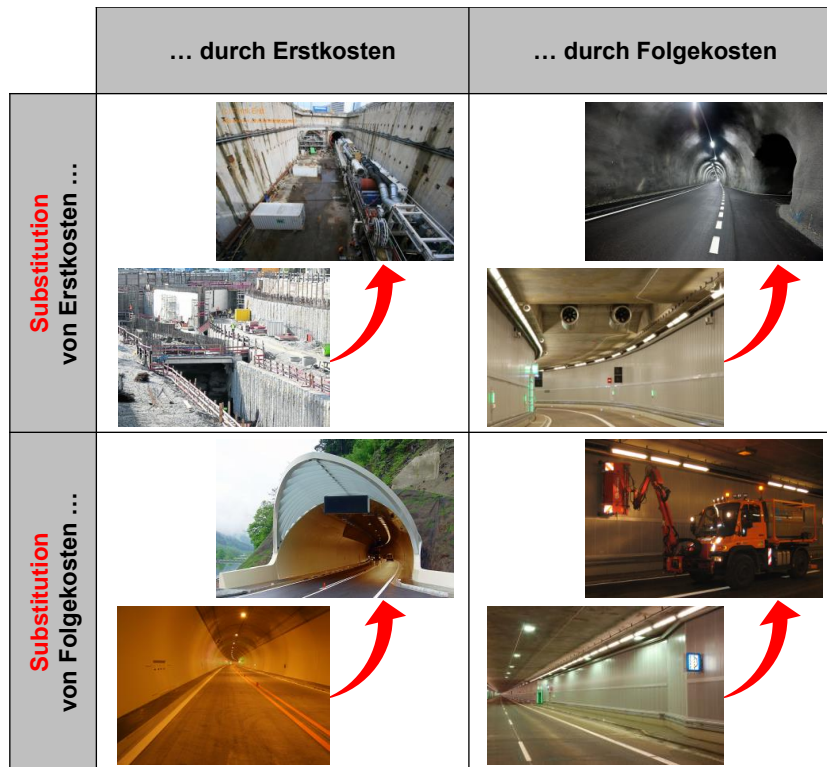 … durch Erstkosten
… durch Folgekosten
Substitution
von Erstkosten …
Substitution
von Folgekosten …